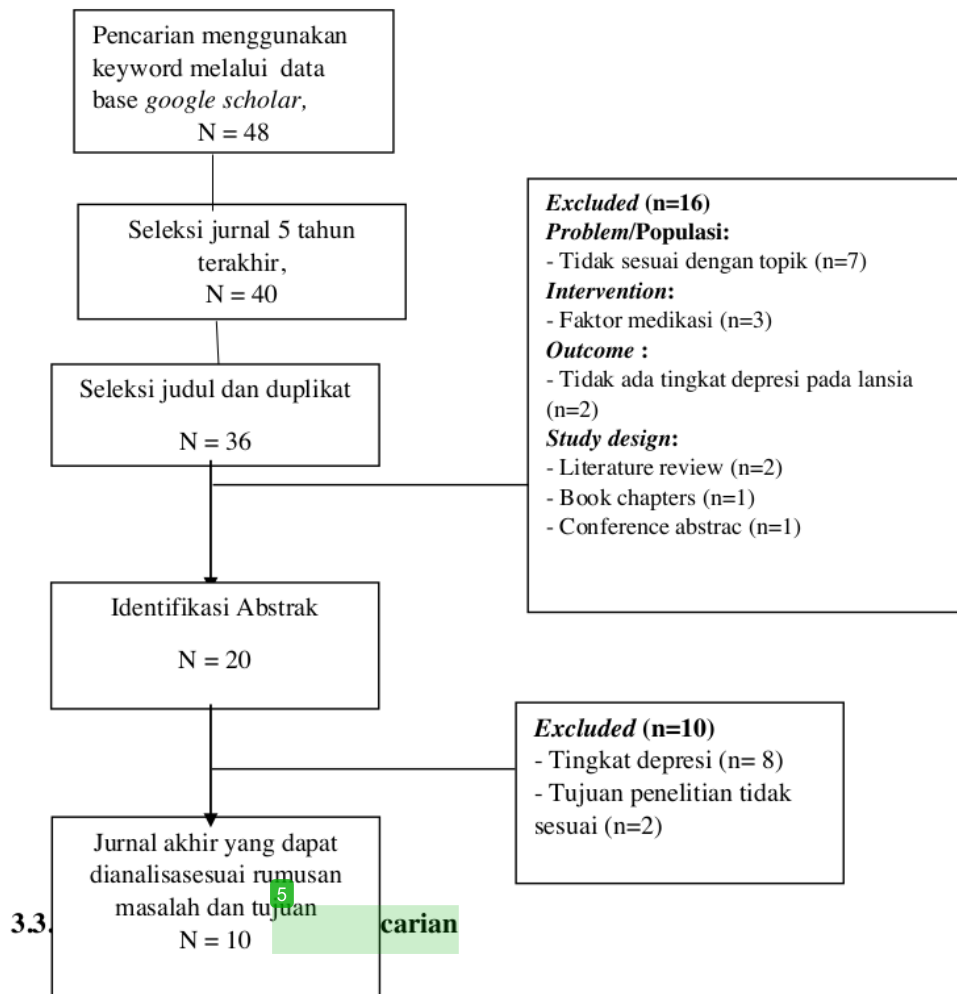 Pencarian menggunakan
keyword melalui data
base google scholar,
N = 48
Seleksi jurnal 5 tahun
terakhir,
N = 40
Seleksi judul dan duplikat
N = 36
Excluded (n=16)
Problem/Populasi:
- Tidak sesuai dengan topik (n=7)
Intervention:
- Faktor medikasi (n=3)
Outcome :
- Tidak ada tingkat depresi pada lansia
(n=2)
Study design:
- Literature review (n=2)
- Book chapters (n=1)
- Conference abstrac (n=1)
Identifikasi Abstrak
N = 20
Excluded (n=10)
- Tingkat depresi (n= 8)
- Tujuan penelitian tidak
sesuai (n=2)
Jurnal akhir yang dapat
dianalisasesuai rumusan
masalah dan tujuan
N = 10
5
3.3. carian